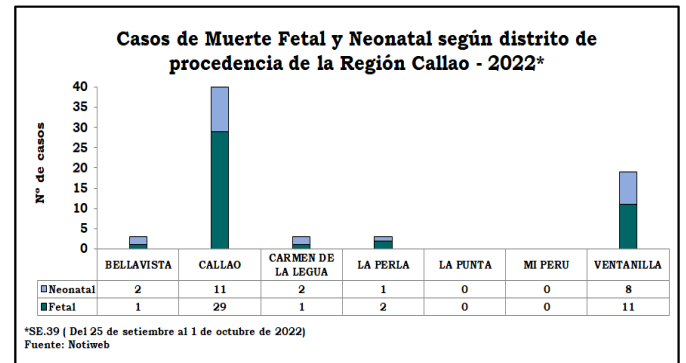 Casos de Muerte Fetal y Neonatal según distrito de
procedencia de la Región Callao - 2022*
Nº de casos
40
35
30
25
20
15
10
5
0
BELLAVISTA CALLAO CARMEN DE LA LEGUA LA PERLA LA PUNTA MI PERU VENTANILLA
Neonatal 2 11 2 1 0 0 8
Fetal 1 29 1 2 0 0 11
*SE.39 ( Del 25 de setiembre al 1 de octubre de 2022)
Fuente: Notiweb